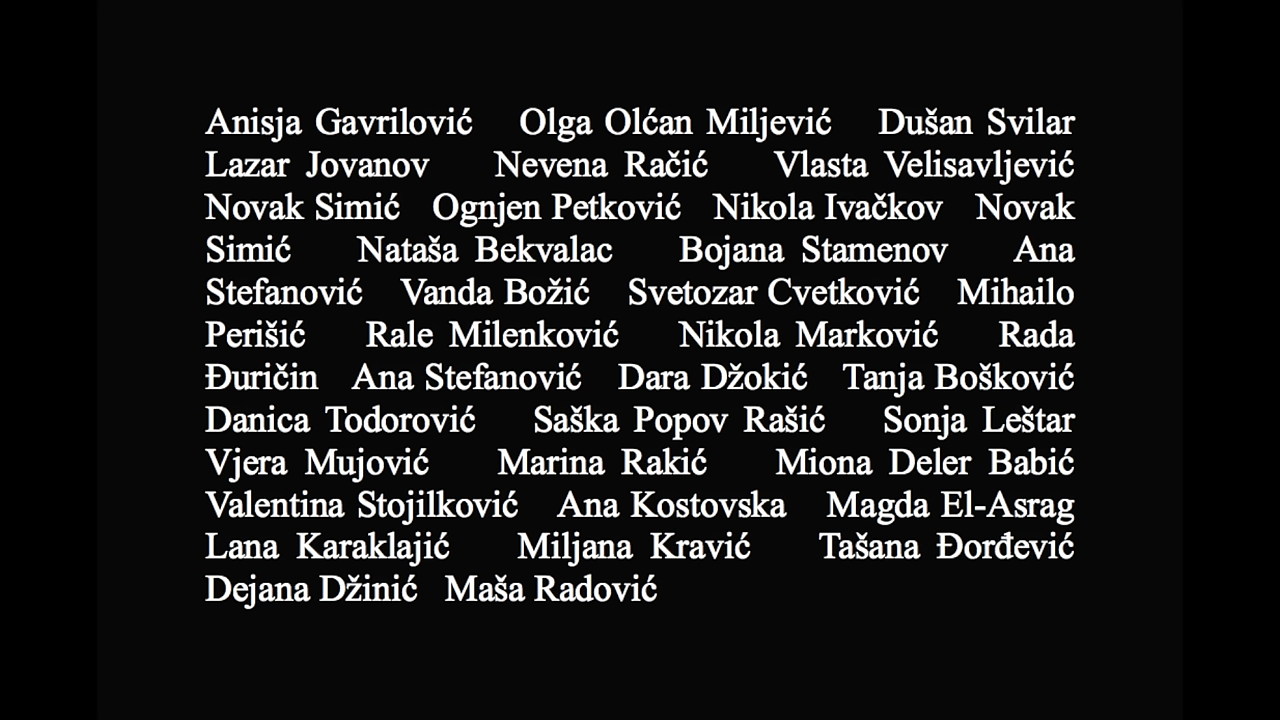 Anisja Gavrilović Olga Olćan Miljević Dušan Svilar
Lazar Jovanov Nevena Račić Vlasta Velisavljević
Novak Simić Ognjen Petković Nikola Ivačkov Novak
Simić Nataša Bekvalac Bojana Stamenov Ana
Stefanović Vanda Božić Svetozar Cvetković Mihailo
Perišić Rale Milenković Nikola Marković Rada
Đuričin Ana Stefanović Dara Džokić Tanja Bošković
Danica Todorović Saška Popov Rašić Sonja Leštar
Vjera Mujović Marina Rakić Miona Deler Babić
Valentina Stojilković Ana Kostovska Magda El-Asrag
Lana Karaklajić Miljana Kravić Tašana Đorđević
Dejana Džinić Maša Radović